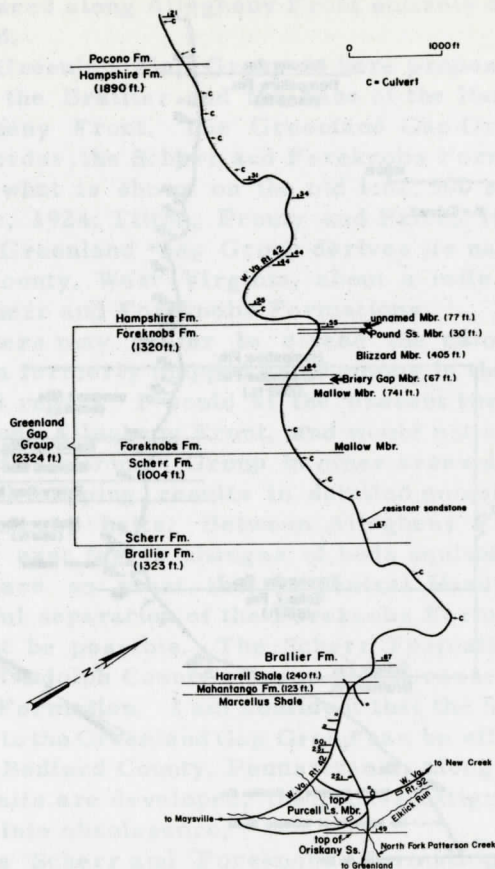 0 1000 ft
c = Culvert
Pocono Fm.
Hampshire Fm.
(1890 ft.)
W. Va. Rt. 42
Hampshire Fm.
Foreknobs Fm.
(1320ft.)
unnamed Mbr. (77 ft.)
Pound Ss. Mbr. (30 ft.)
Blizzard Mbr. (405 ft.)
Briery Gap Mbr. (67 ft.)
Mallow Mbr. (741 ft.)
Greenland
Gap
Group
(2324 ft.)
Foreknobs Fm.
Scherr Fm.
(1004 ft.)
Mallow Mbr.
resistant sandstone
Scherr Fm.
Brallier Fm.
(1323 ft.)
N
Brallier Fm.
Harrell Shale (240 ft.)
Mahantango Fm. (123 ft.)
Marcellus Shale
W. Va. Rt. 42
to New Creek
W. Va.
Rt. 92
Elklick Run
top
Purcell Ls. Mbr.
to Maysville
top of
Oriskany Ss.
North Fork Patterson Creek
to Greenland